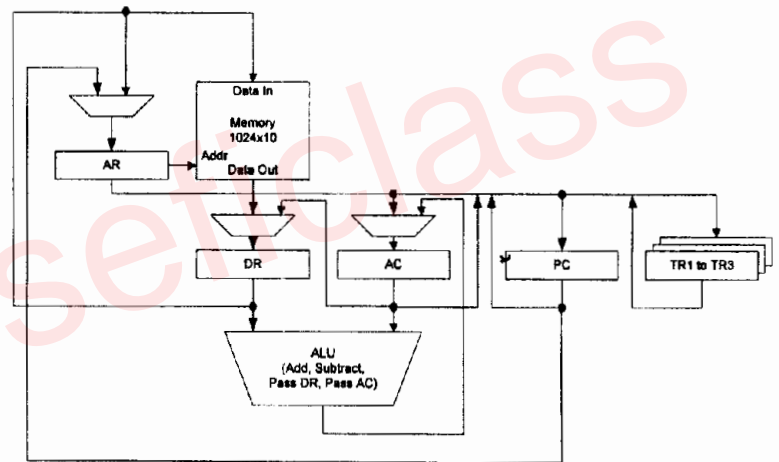 Data In
Memory
1024x10
Addr
Data Out
AR
DR
AC
PC
TR1 to TR3
ALU
(Add, Subtract,
Pass DR, Pass AC)
seficlass